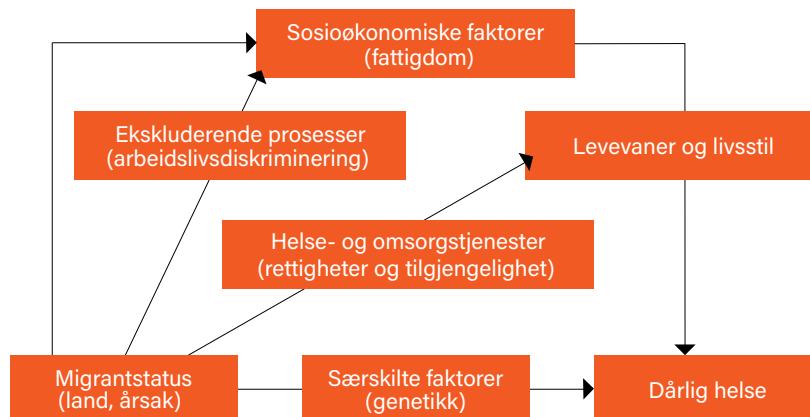 Sosioøkonomiske faktorer
(fattigdom)
Ekskluderende prosesser
(arbeidslivsdiskriminering)
Levevaner og livsstil
Helse- og omsorgstjenester
(rettigheter og tilgjengelighet)
Migrantstatus
(land, årsak)
Særskilte faktorer
(genetikk)
Dårlig helse